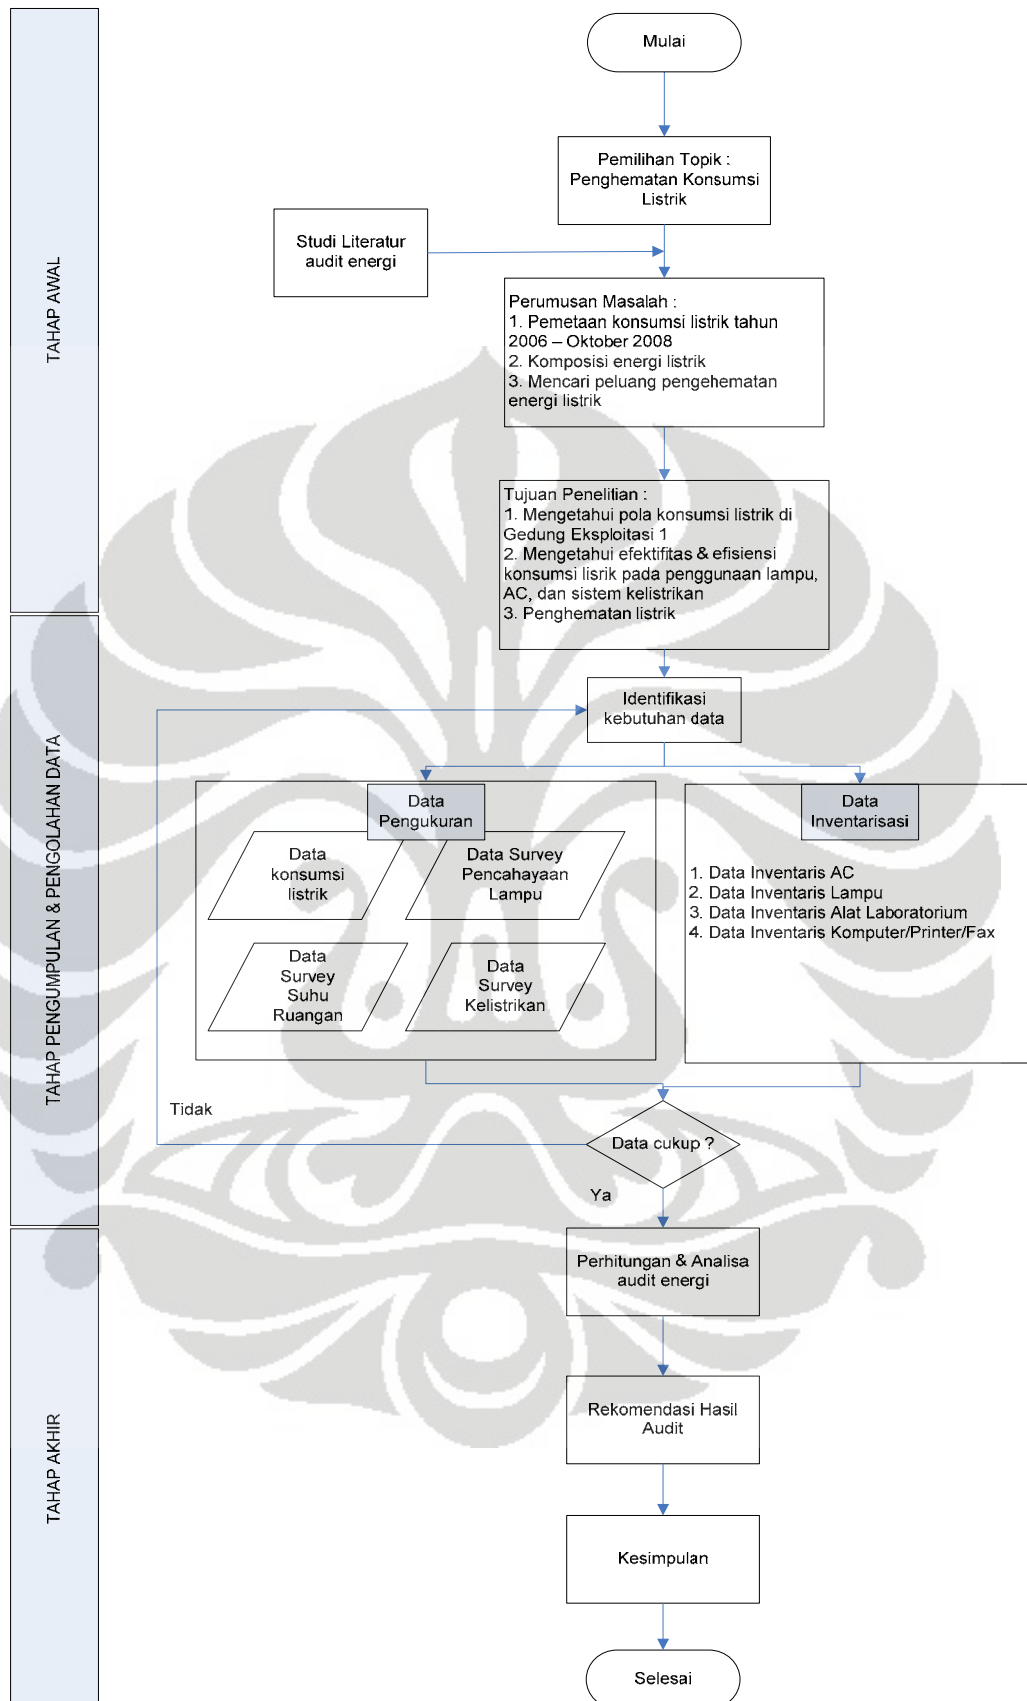 TAHAP AWAL
Mulai
Pemilihan Topik :
Penghematan Konsumsi
Listrik
Studi Literatur
audit energi
Perumusan Masalah :
1. Pemetaan konsumsi listrik tahun
2006 – Oktober 2008
2. Komposisi energi listrik
3. Mencari peluang pengehematan
energi listrik
Tujuan Penelitian :
1. Mengetahui pola konsumsi listrik di
Gedung Eksploitasi 1
2. Mengetahui efektifitas & efisiensi
konsumsi lisrik pada penggunaan lampu,
AC, dan sistem kelistrikan
3. Penghematan listrik
TAHAP PENGUMPULAN & PENGOLAHAN DATA
Identifikasi
kebutuhan data
Data
Pengukuran
Data
konsumsi
listrik
Data Survey
Pencahayaan
Lampu
Data
Survey
Suhu
Ruangan
Data
Survey
Kelistrikan
Data
Inventarisasi
1. Data Inventaris AC
2. Data Inventaris Lampu
3. Data Inventaris Alat Laboratorium
4. Data Inventaris Komputer/Printer/Fax
Tidak
Data cukup ?
Ya
TAHAP AKHIR
Perhitungan & Analisa
audit energi
Rekomendasi Hasil
Audit
Kesimpulan
Selesai